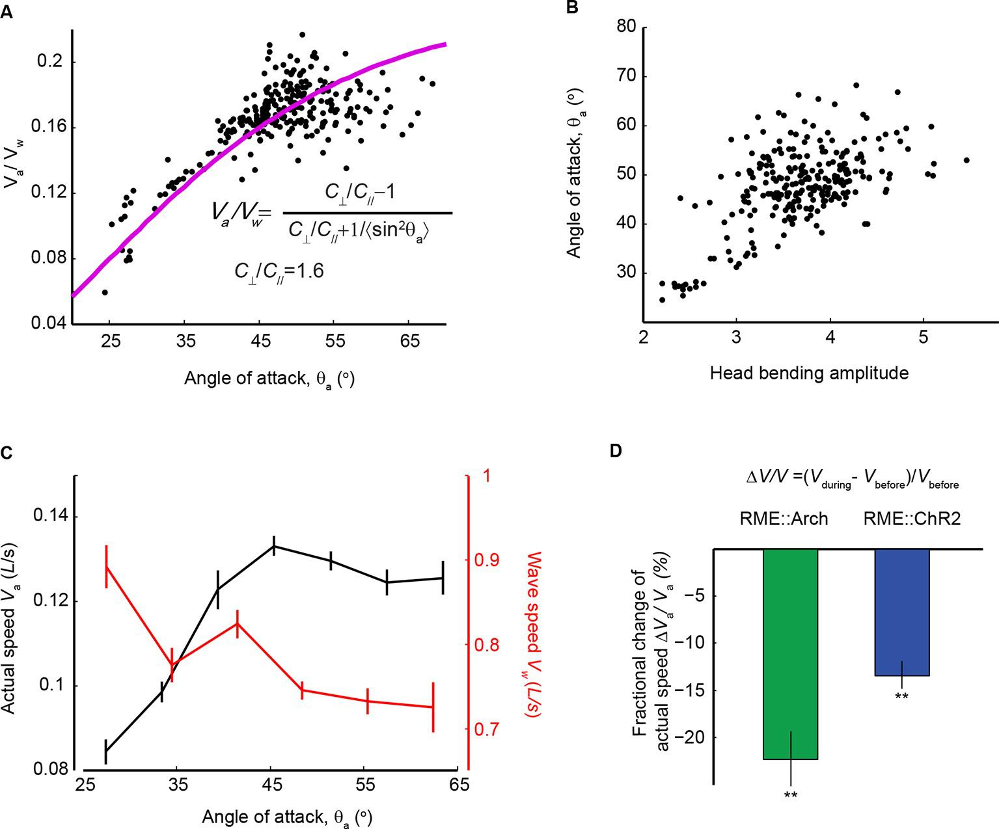 A
0.2
0.16
0.12
0.08
0.04
25 35 45 55 65
Va / Vw
Angle of attack, θa (o)
Va/Vw= C⊥/C//−1
C⊥/C//+1/⟨sin2θa⟩
C⊥/C//=1.6
B
80
70
60
50
40
30
2 3 4 5
Angle of attack, θa (o)
Head bending amplitude
C
0.14
0.12
0.1
0.08
25 35 45 55 65
1
0.9
0.8
0.7
Actual speed Va (L/s)
Wave speed Vw (L/s)
Angle of attack, θa (o)
D
ΔV/V =(Vduring- Vbefore)/Vbefore
RME::Arch RME::ChR2
−5
−10
−15
−20
Fractional change of
actual speed ΔVa/ Va (%)
**
**